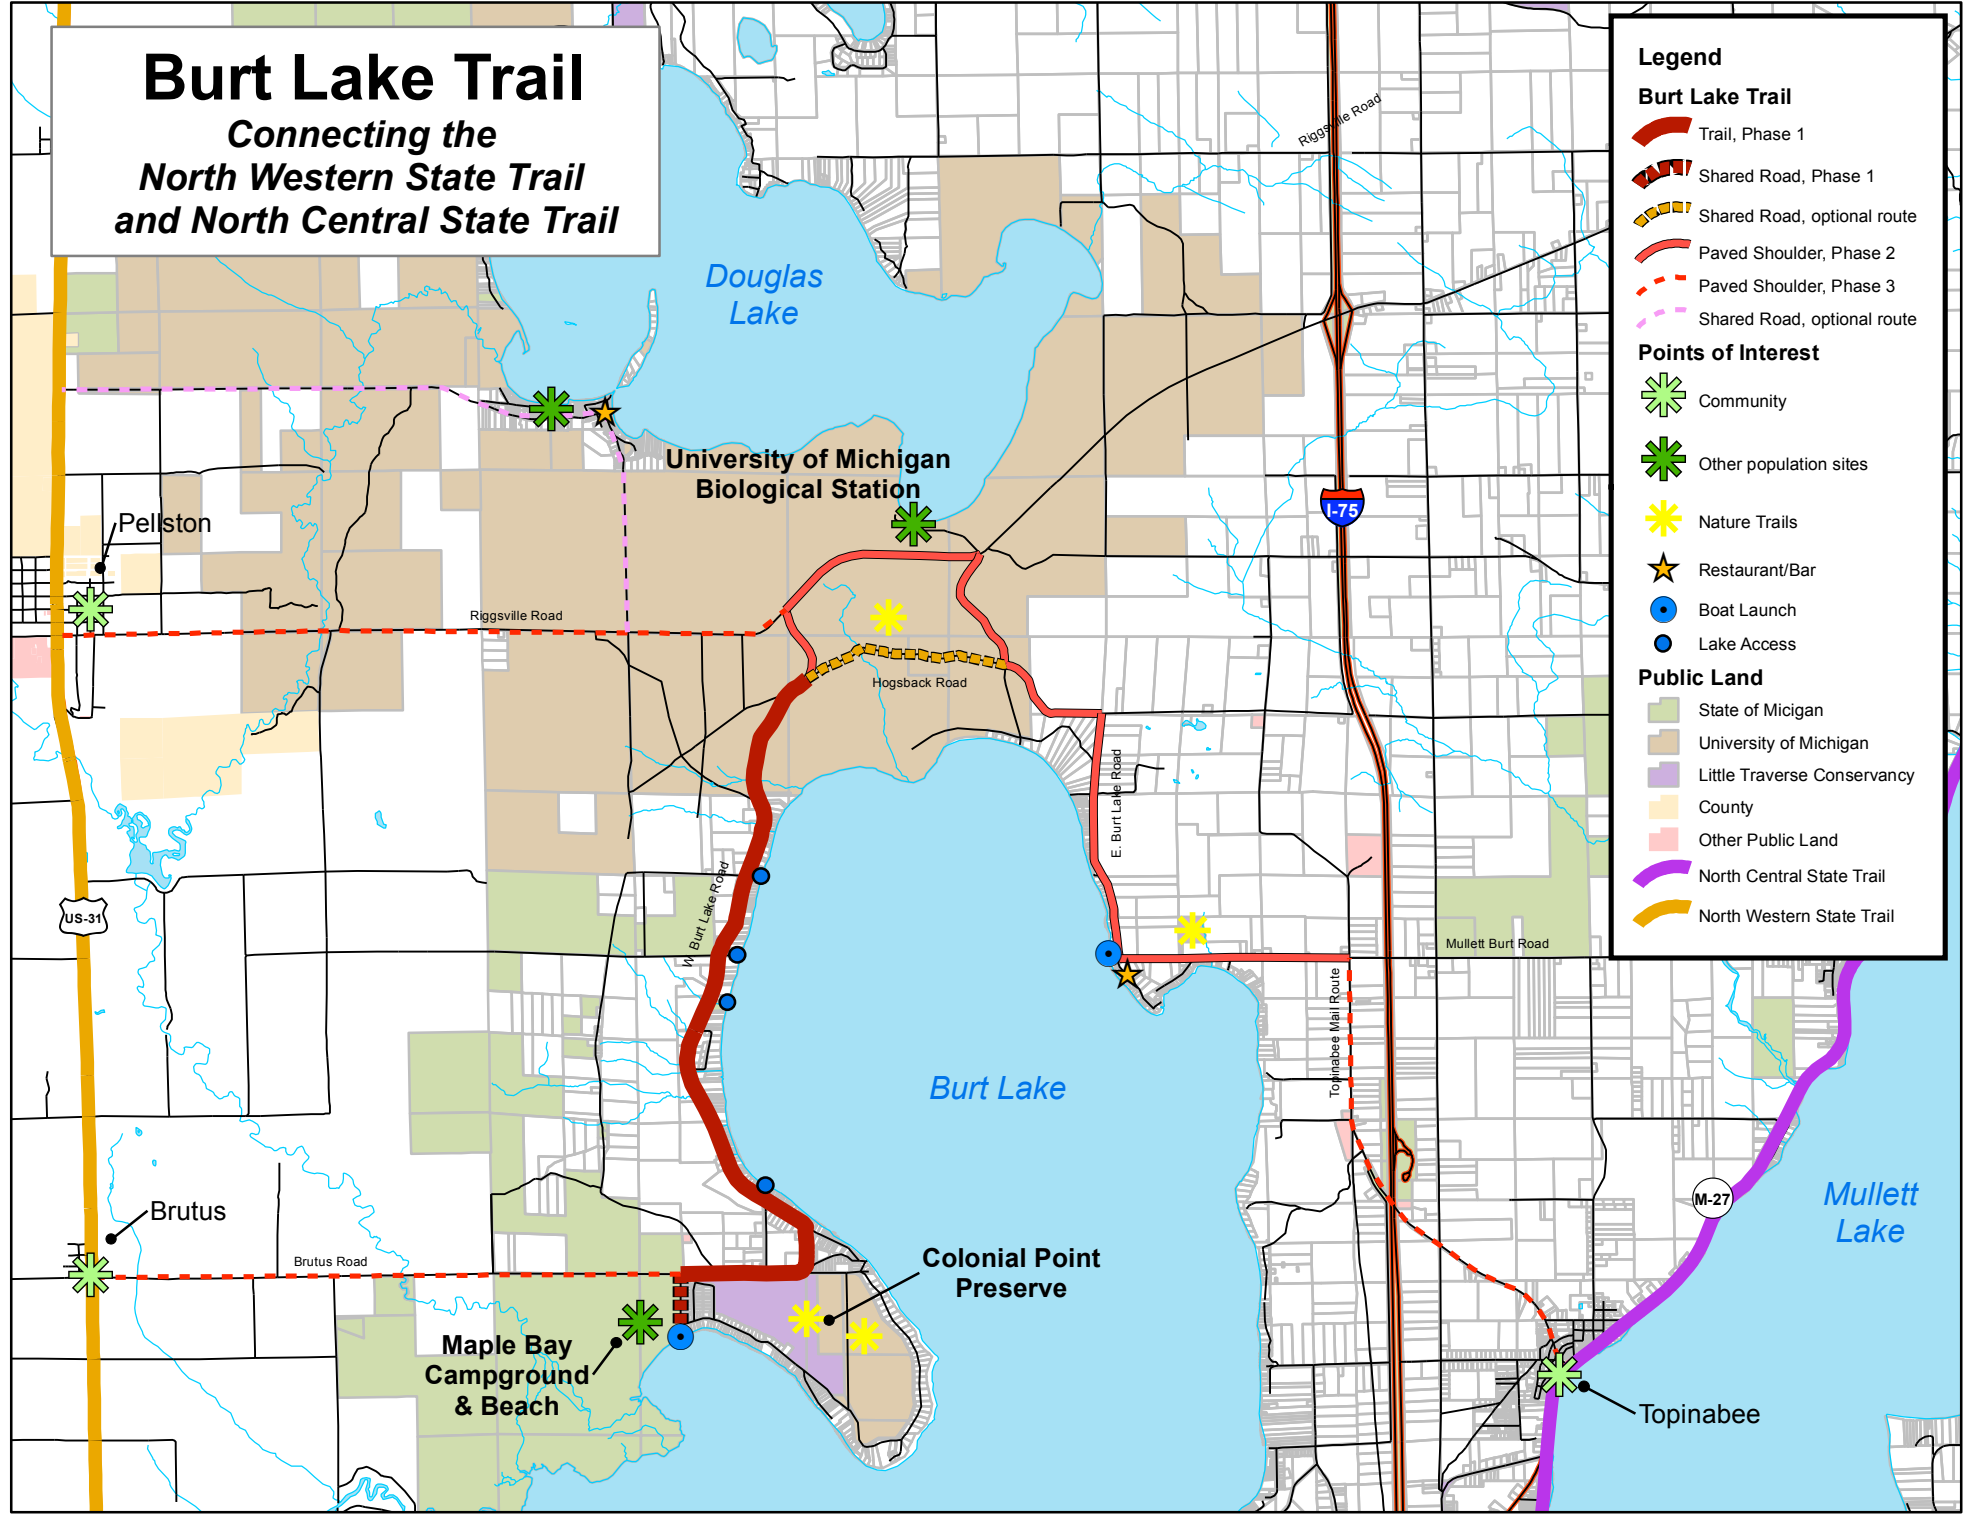 Burt Lake Trail
Connecting the
North Western State Trail
and North Central State Trail
Legend
Burt Lake Trail
Trail, Phase 1
Shared Road, Phase 1
Shared Road, optional route
Paved Shoulder, Phase 2
Paved Shoulder, Phase 3
Shared Road, optional route
Points of Interest
Community
Other population sites
Nature Trails
Restaurant/Bar
Boat Launch
Lake Access
Public Land
State of Micigan
University of Michigan
Little Traverse Conservancy
County
Other Public Land
North Central State Trail
North Western State Trail
Riggsville Road
Douglas
Lake
University of Michigan
Biological Station
I-75
Pellston
Riggsville Road
Hogsback Road
E. Burt Lake Road
W. Burt Lake Road
US-31
Mullett Burt Road
Topinabee Mail Route
Burt Lake
M-27
Mullett
Lake
Brutus
Brutus Road
Colonial Point
Preserve
Maple Bay
Campground
& Beach
Topinabee